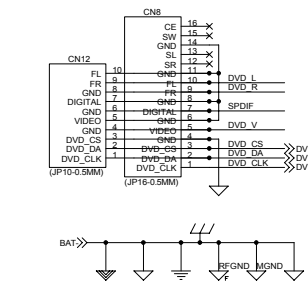 CN8
CE 16
SW 15
GND 14
SL 13
SR 12
GND 11
FL 10 DVD_L
FR 9 DVD_R
GND 8
DIGITAL 7 SPDIF
GND 6
VIDEO 5 DVD_V
GND 4
DVD_CS 3 DVD_CS DV
DVD_DA 2 DVD_DA DV
DVD_CLK 1 DVD_CLK DV
(JP16-0.5MM)
CN12
FL 10
FR 9
GND 8
DIGITAL 7
GND 6
VIDEO 5
GND 4
DVD_CS 3
DVD_DA 2
DVD_CLK 1
(JP10-0.5MM)
BAT
RFGND MGND
F